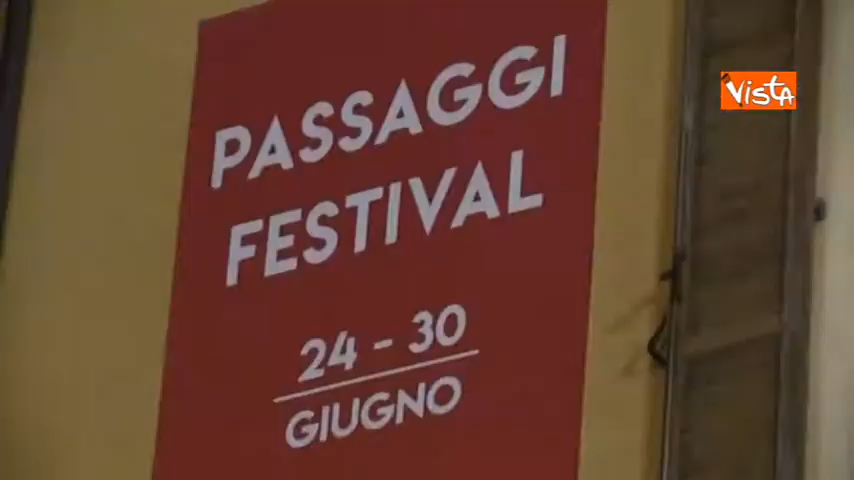 PASSAGGI
FESTIVAL
24 - 30
GIUGNO
VISTA